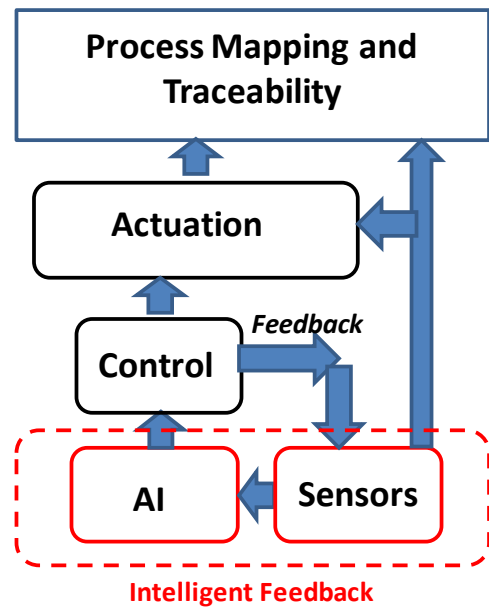 Process Mapping and
Traceability
Actuation
Feedback
Control
AI
Sensors
Intelligent Feedback